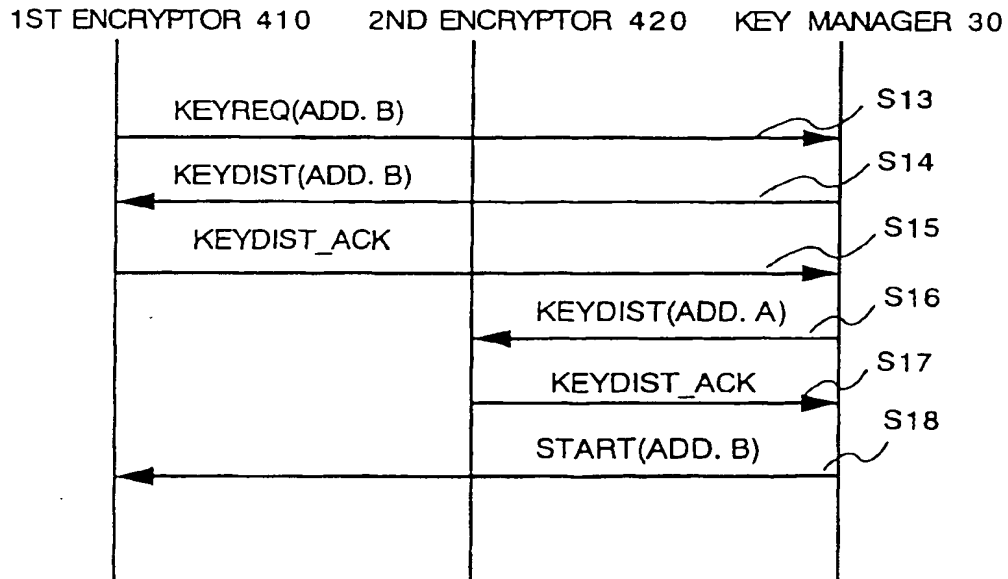 1ST ENCRYPTOR 410 2ND ENCRYPTOR 420 KEY MANAGER 30
KEYREQ(ADD. B) S13
KEYDIST(ADD. B) S14
KEYDIST_ACK S15
KEYDIST(ADD. A) S16
KEYDIST_ACK S17
START(ADD. B) S18